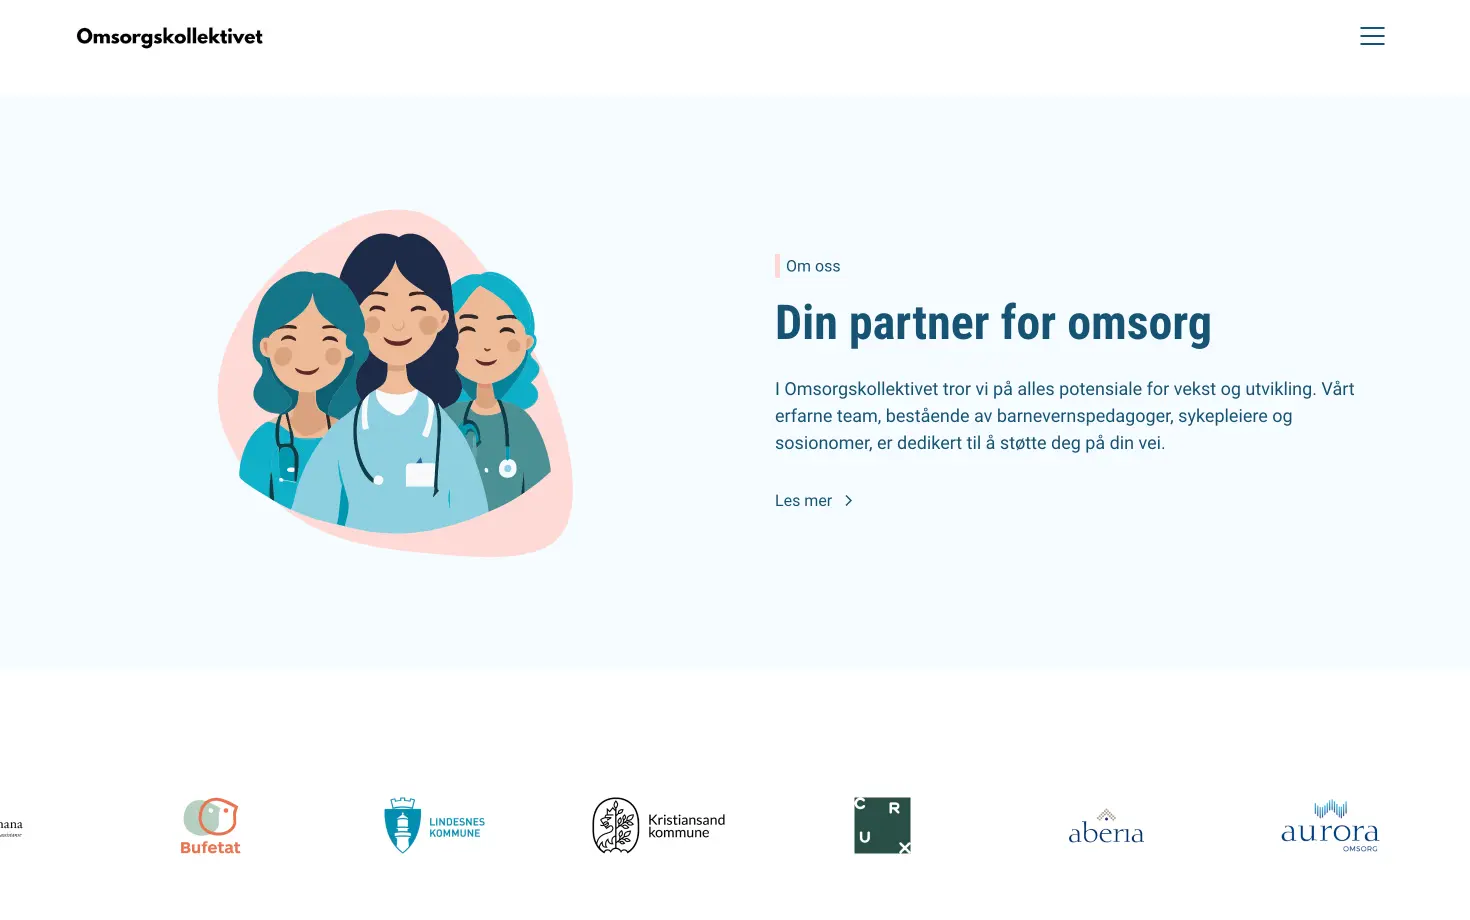 Omsorgskollektivet
Om oss
Din partner for omsorg
I Omsorgskollektivet tror vi på alles potensiale for vekst og utvikling. Vårt
erfarne team, bestående av barnevernspedagoger, sykepleiere og
sosionomer, er dedikert til å støtte deg på din vei.
Les mer
Bufetat
LINDESNES
KOMMUNE
Kristiansand
kommune
C R
U X
aberia
aurora
OMSORG